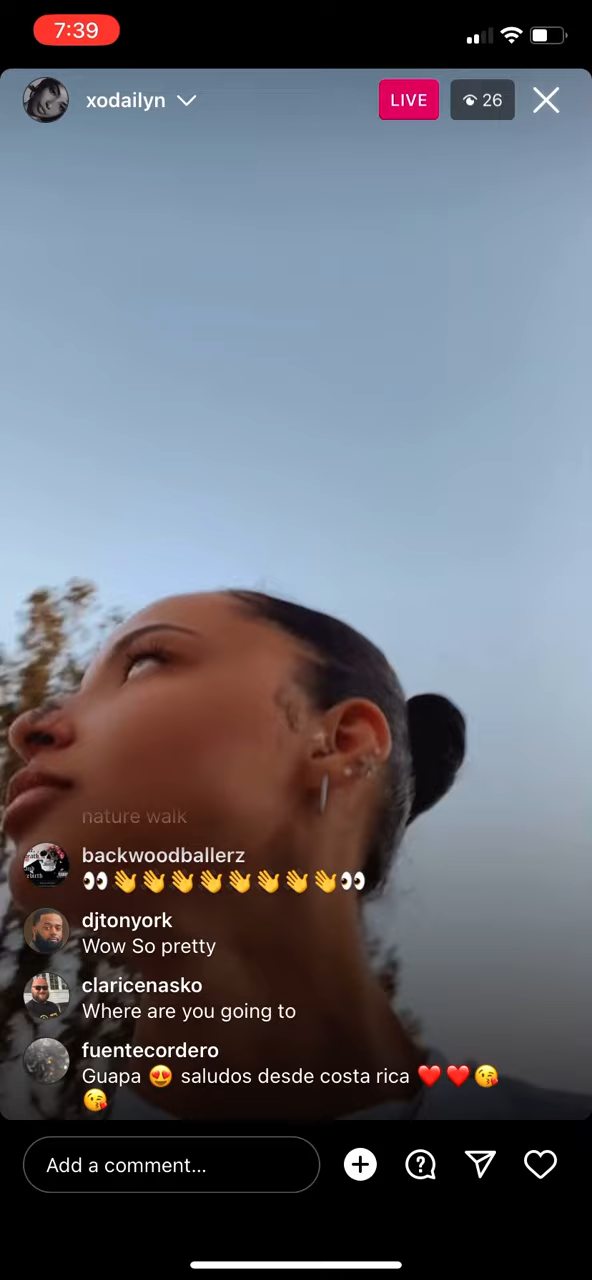 7:39
xodailyn
LIVE
26
nature walk
backwoodballerz
👀👋👋👋👋👋👋👋👋👀
djtonyork
Wow So pretty
claricenasko
Where are you going to
fuentecordero
Guapa 😍 saludos desde costa rica ❤️❤️😘
😘
Add a comment...